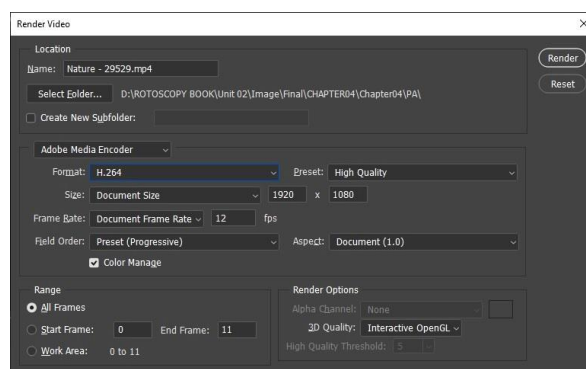 Render Video
Location
Render
Name: Nature - 29529.mp4
Reset
Select Folder... D:\ROTOSCOPY BOOK\Unit 02\Image\Final\CHAPTER04\Chapter04\PA\
Create New Subfolder:
Adobe Media Encoder
Format: H.264 Preset: High Quality
Size: Document Size 1920 x 1080
Frame Rate: Document Frame Rate 12 fps
Field Order: Preset (Progressive) Aspect: Document (1.0)
Color Manage
Range Render Options
All Frames Alpha Channel: None
Start Frame: 0 End Frame: 11 3D Quality: Interactive OpenGL
Work Area: 0 to 11 High Quality Threshold: 5